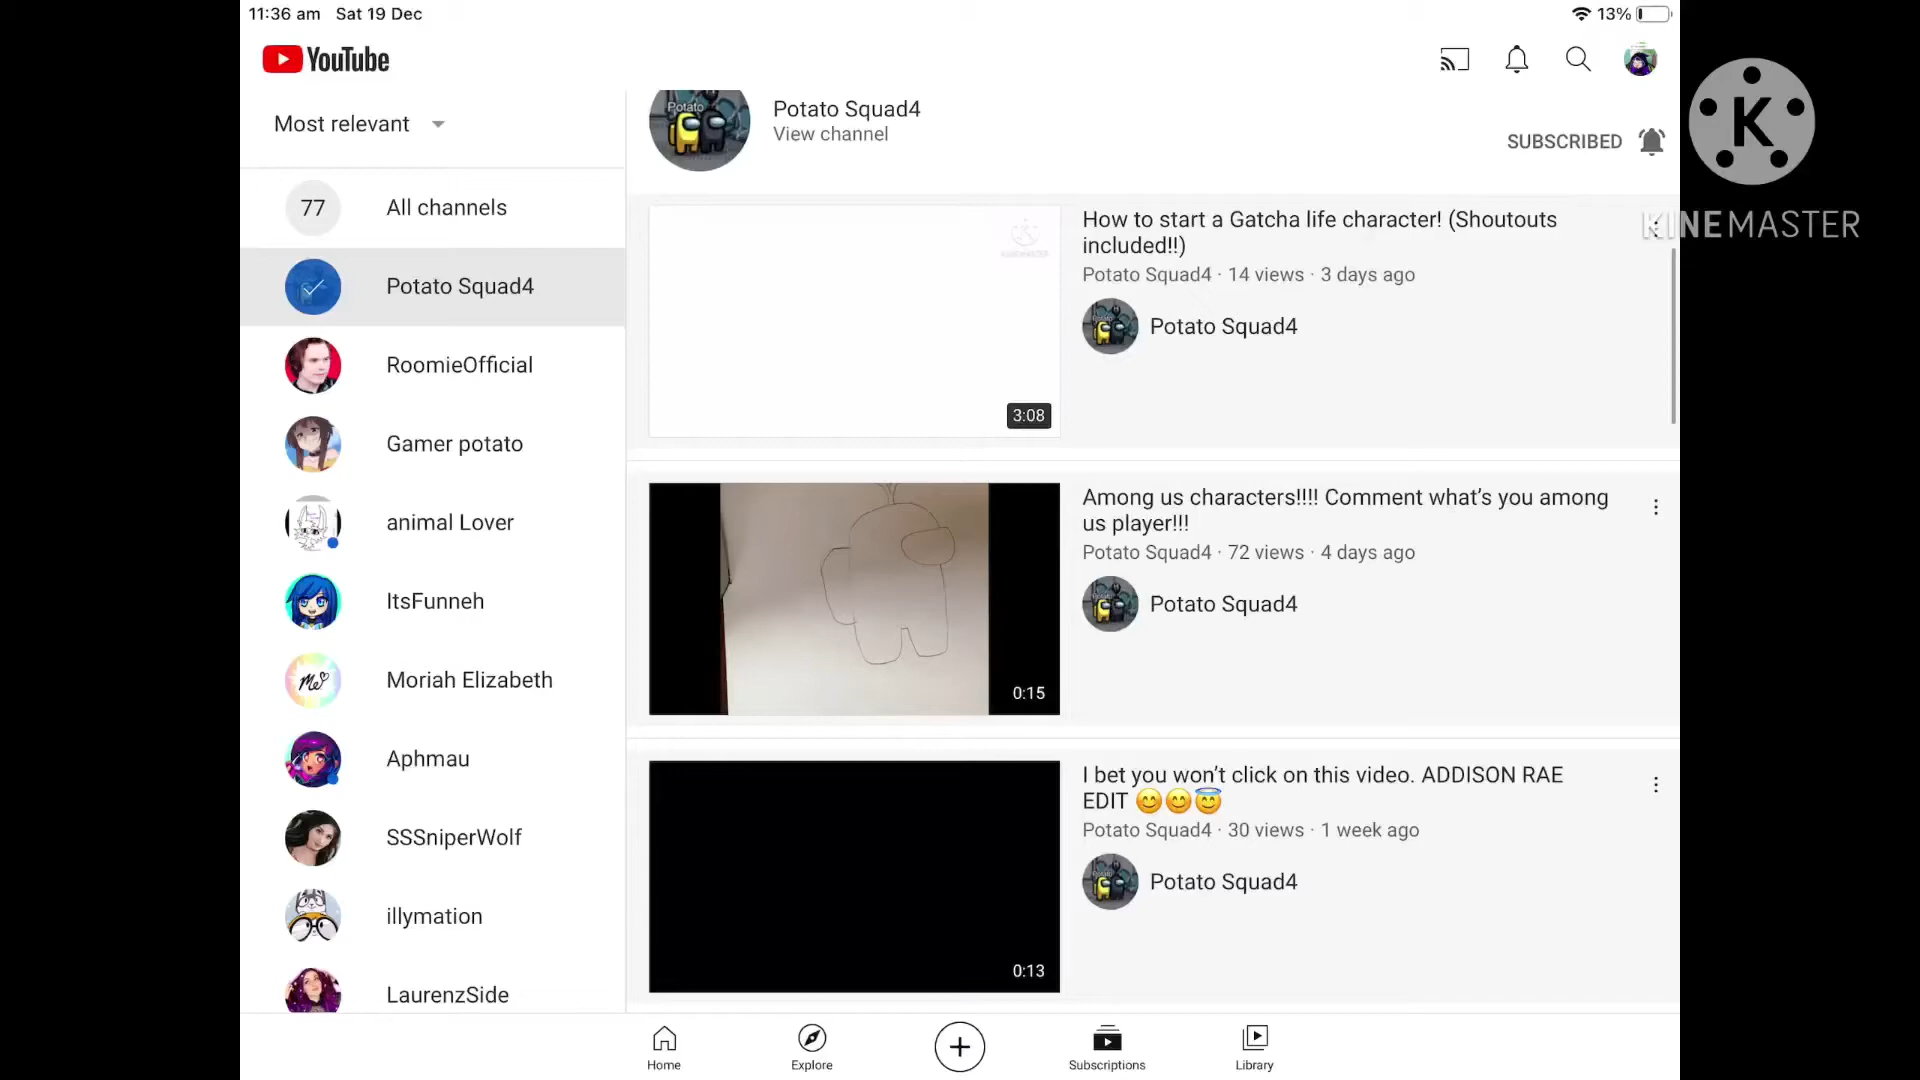 11:36 am Sat 19 Dec
13%
YouTube
Most relevant
Potato
Potato Squad4
View channel
SUBSCRIBED
K
KINEMASTER
77 All channels
Potato Squad4
RoomieOfficial
Gamer potato
animal Lover
ItsFunneh
Me
Moriah Elizabeth
Aphmau
SSSniperWolf
illymation
LaurenzSide
How to start a Gatcha life character! (Shoutouts
included!!)
Potato Squad4 · 14 views · 3 days ago
Potato Squad4
3:08
Among us characters!!!! Comment what’s you among
us player!!!
Potato Squad4 · 72 views · 4 days ago
Potato Squad4
0:15
I bet you won’t click on this video. ADDISON RAE
EDIT 😊😊😇
Potato Squad4 · 30 views · 1 week ago
Potato Squad4
0:13
Home
Explore
Subscriptions
Library